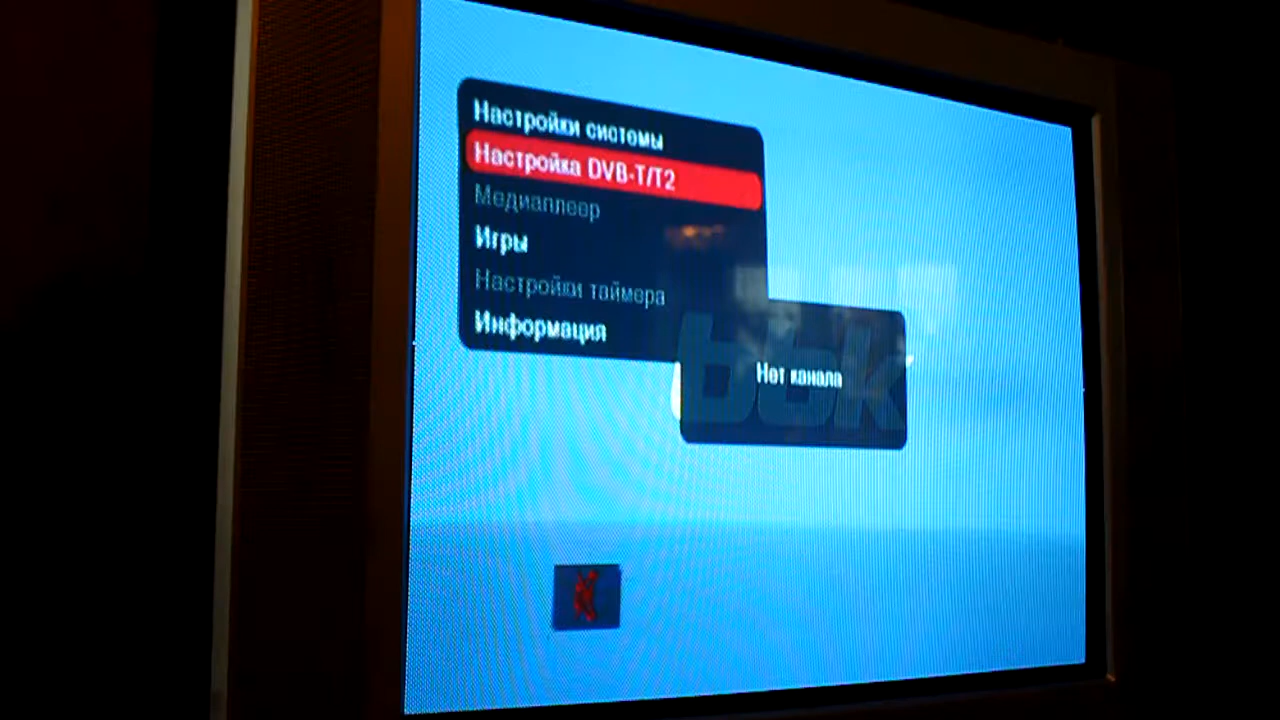 Настройки системы
Настройка DVB-T/T2
Медиаплеер
Игры
Настройки таймера
Информация
Нет канала
bbk